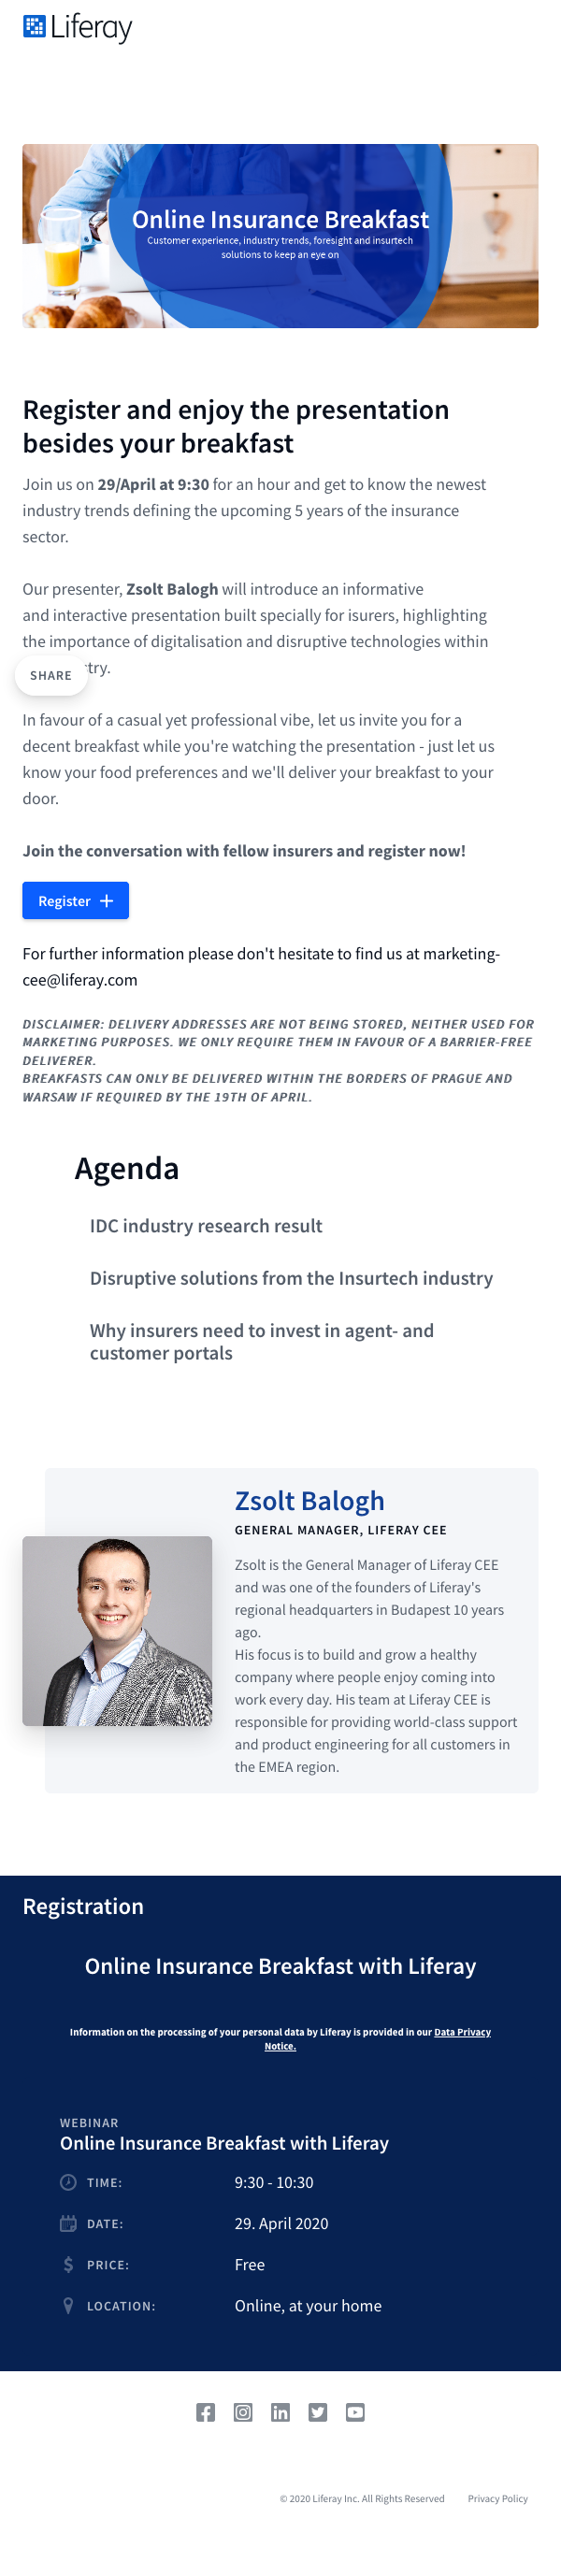 Liferay
Online Insurance Breakfast
Customer experience, industry trends, foresight and insurtech
solutions to keep an eye on
Register and enjoy the presentation
besides your breakfast
Join us on 29/April at 9:30 for an hour and get to know the newest
industry trends defining the upcoming 5 years of the insurance
sector.
Our presenter, Zsolt Balogh will introduce an informative
and interactive presentation built specially for isurers, highlighting
the importance of digitalisation and disruptive technologies within
SHARE
In favour of a casual yet professional vibe, let us invite you for a
decent breakfast while you're watching the presentation - just let us
know your food preferences and we'll deliver your breakfast to your
door.
Join the conversation with fellow insurers and register now!
Register
For further information please don't hesitate to find us at marketing-
cee@liferay.com
DISCLAIMER: DELIVERY ADDRESSES ARE NOT BEING STORED, NEITHER USED FOR
MARKETING PURPOSES. WE ONLY REQUIRE THEM IN FAVOUR OF A BARRIER-FREE
DELIVERER.
BREAKFASTS CAN ONLY BE DELIVERED WITHIN THE BORDERS OF PRAGUE AND
WARSAW IF REQUIRED BY THE 19TH OF APRIL.
Agenda
IDC industry research result
Disruptive solutions from the Insurtech industry
Why insurers need to invest in agent- and
customer portals
Zsolt Balogh
GENERAL MANAGER, LIFERAY CEE
Zsolt is the General Manager of Liferay CEE
and was one of the founders of Liferay's
regional headquarters in Budapest 10 years
ago.
His focus is to build and grow a healthy
company where people enjoy coming into
work every day. His team at Liferay CEE is
responsible for providing world-class support
and product engineering for all customers in
the EMEA region.
Registration
Online Insurance Breakfast with Liferay
Information on the processing of your personal data by Liferay is provided in our Data Privacy
Notice.
WEBINAR
Online Insurance Breakfast with Liferay
TIME: 9:30 - 10:30
DATE: 29. April 2020
PRICE: Free
LOCATION: Online, at your home
© 2020 Liferay Inc. All Rights Reserved Privacy Policy